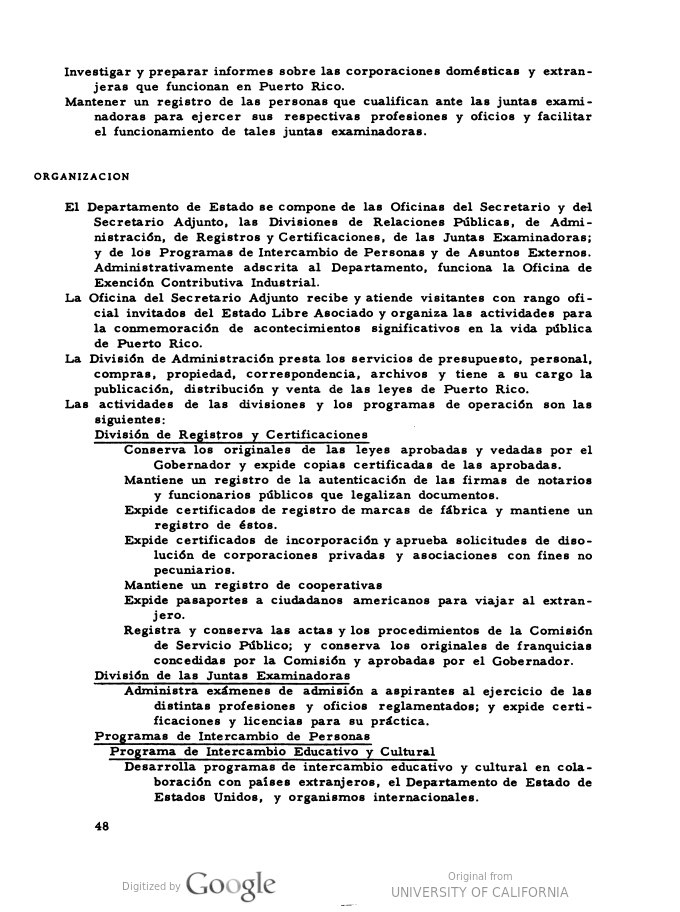 Investigar y preparar informes sobre las corporaciones domésticas y extran-
jeras que funcionan en Puerto Rico.
Mantener un registro de las personas que cualifican ante las juntas exami-
nadoras para ejercer sus respectivas profesiones y oficios y facilitar
el funcionamiento de tales juntas examinadoras.
ORGANIZACION
El Departamento de Estado se compone de las Oficinas del Secretario y del
Secretario Adjunto, las Divisiones de Relaciones Públicas, de Admi-
nistración, de Registros y Certificaciones, de las Juntas Examinadoras;
y de los Programas de Intercambio de Personas y de Asuntos Externos.
Administrativamente adscrita al Departamento, funciona la Oficina de
Exención Contributiva Industrial.
La Oficina del Secretario Adjunto recibe y atiende visitantes con rango ofi-
cial invitados del Estado Libre Asociado y organiza las actividades para
la conmemoración de acontecimientos significativos en la vida pública
de Puerto Rico.
La División de Administración presta los servicios de presupuesto, personal,
compras, propiedad, correspondencia, archivos y tiene a su cargo la
publicación, distribución y venta de las leyes de Puerto Rico.
Las actividades de las divisiones y los programas de operación son las
siguientes:
División de Registros y Certificaciones
Conserva los originales de las leyes aprobadas y vedadas por el
Gobernador y expide copias certificadas de las aprobadas.
Mantiene un registro de la autenticación de las firmas de notarios
y funcionarios públicos que legalizan documentos.
Expide certificados de registro de marcas de fábrica y mantiene un
registro de éstos.
Expide certificados de incorporación y aprueba solicitudes de diso-
lución de corporaciones privadas y asociaciones con fines no
pecuniarios.
Mantiene un registro de cooperativas
Expide pasaportes a ciudadanos americanos para viajar al extran-
jero.
Registra y conserva las actas y los procedimientos de la Comisión
de Servicio Público; y conserva los originales de franquicias
concedidas por la Comisión y aprobadas por el Gobernador.
División de las Juntas Examinadoras
Administra exámenes de admisión a aspirantes al ejercicio de las
distintas profesiones y oficios reglamentados; y expide certi-
ficaciones y licencias para su práctica.
Programas de Intercambio de Personas
Programa de Intercambio Educativo y Cultural
Desarrolla programas de intercambio educativo y cultural en cola-
boración con países extranjeros, el Departamento de Estado de
Estados Unidos, y organismos internacionales.
48
Digitized by Google
Original from
UNIVERSITY OF CALIFORNIA